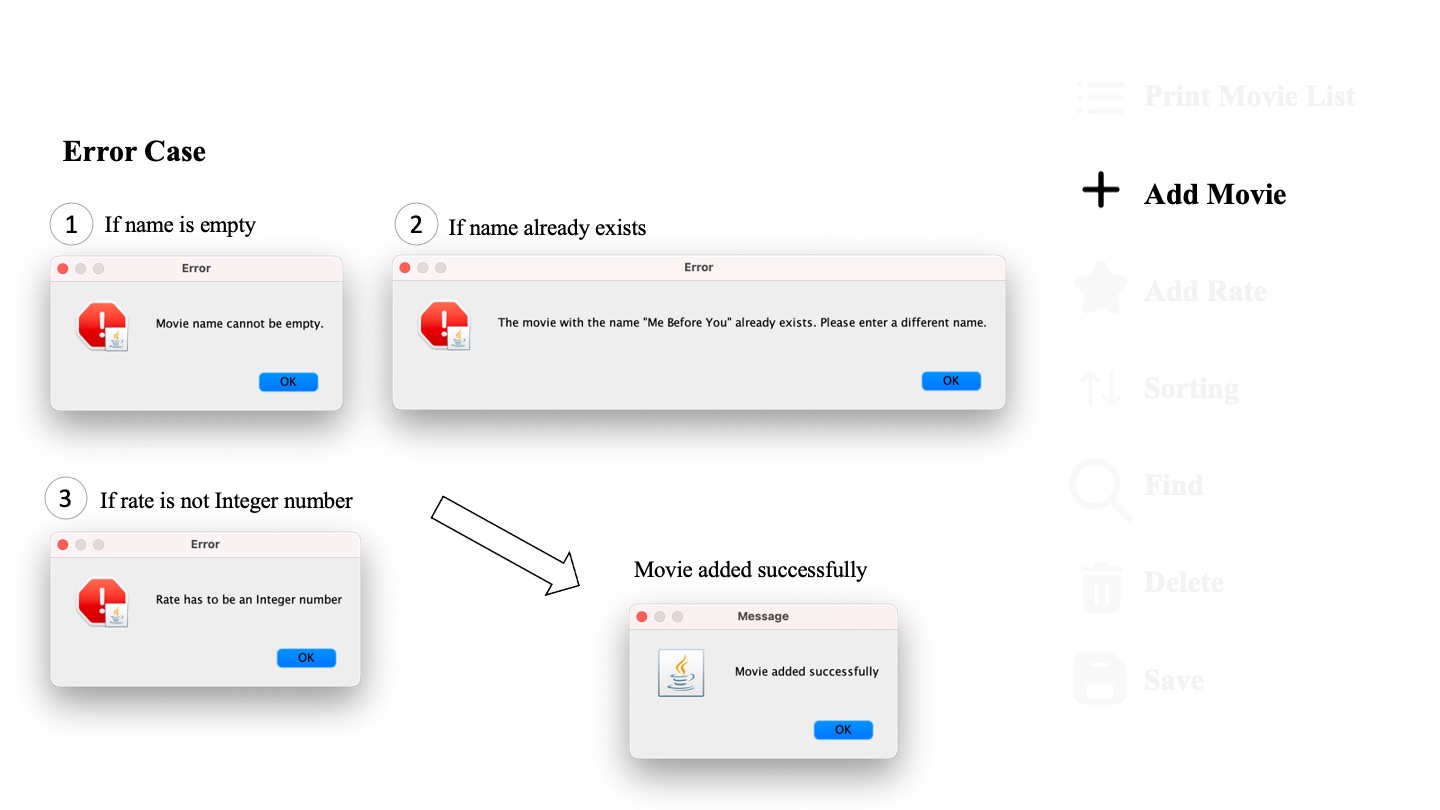 Error Case
1 If name is empty
Error
Movie name cannot be empty.
OK
2 If name already exists
Error
The movie with the name "Me Before You" already exists. Please enter a different name.
OK
3 If rate is not Integer number
Error
Rate has to be an Integer number
OK
Movie added successfully
Message
Movie added successfully
OK
Print Movie List
Add Movie
Add Rate
Sorting
Find
Delete
Save